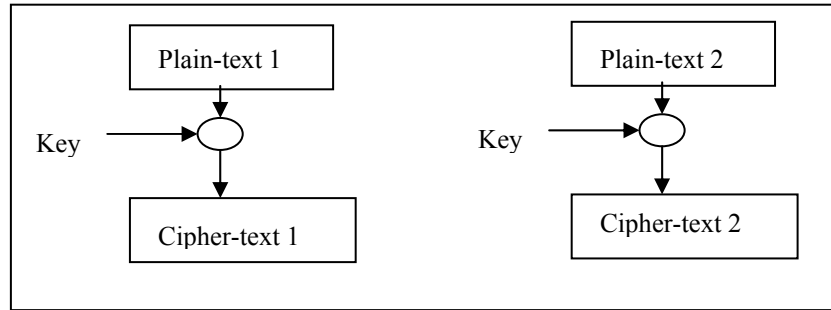 Plain-text 1
Key
Cipher-text 1
Plain-text 2
Key
Cipher-text 2